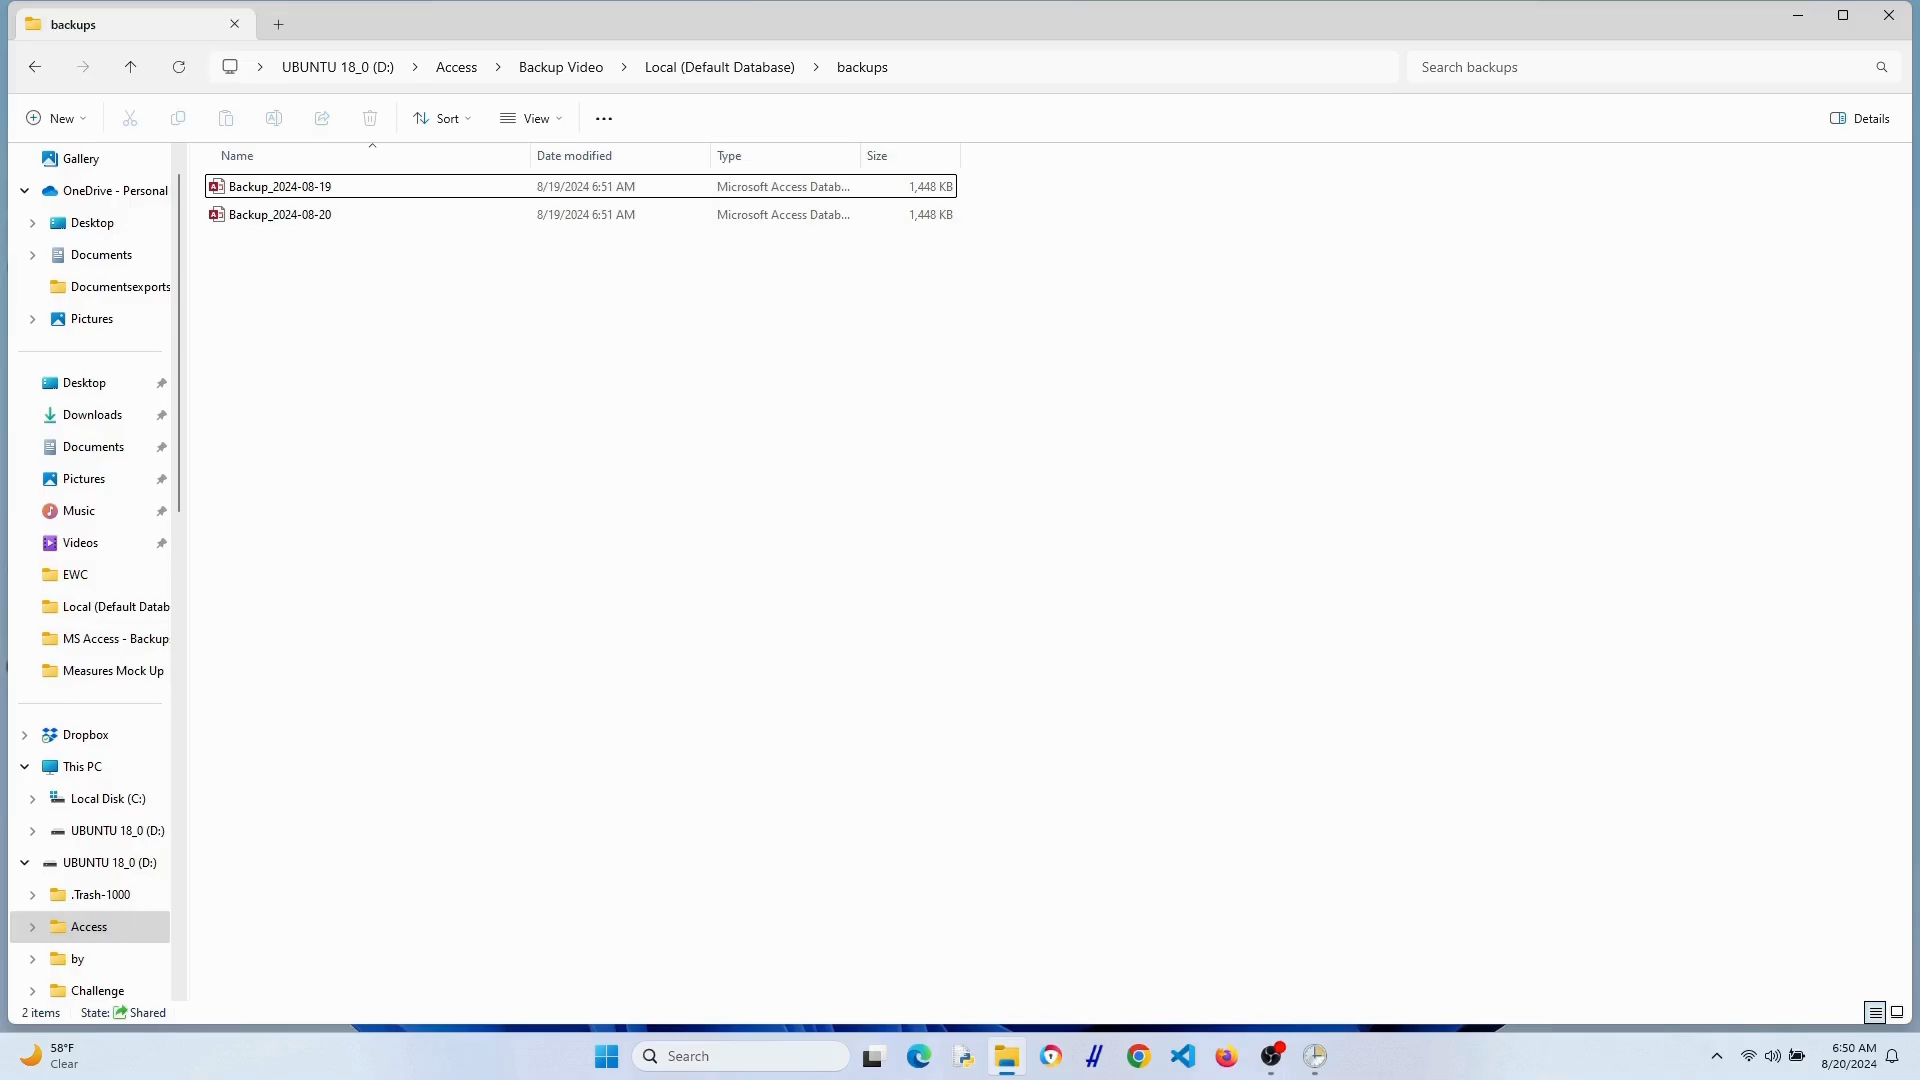 backups
UBUNTU 18_0 (D:) Access Backup Video Local (Default Database) backups
Search backups
New Sort View Details
Name Date modified Type Size
Backup_2024-08-19 8/19/2024 6:51 AM Microsoft Access Datab... 1,448 KB
Backup_2024-08-20 8/19/2024 6:51 AM Microsoft Access Datab... 1,448 KB
Gallery
OneDrive - Personal
Desktop
Documents
Documentsexports
Pictures
Desktop
Downloads
Documents
Pictures
Music
Videos
EWC
Local (Default Datab
MS Access - Backup
Measures Mock Up
Dropbox
This PC
Local Disk (C:)
UBUNTU 18_0 (D:)
UBUNTU 18_0 (D:)
.Trash-1000
Access
by
Challenge
2 items State: Shared
58°F
Clear
Search
6:50 AM
8/20/2024